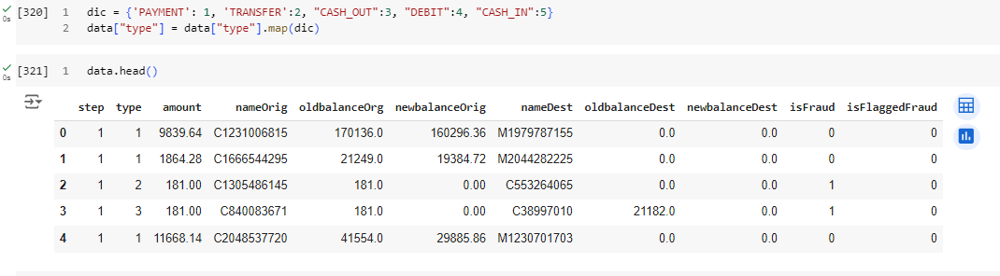 [320] 1 dic = {'PAYMENT': 1, 'TRANSFER':2, "CASH_OUT":3, "DEBIT":4, "CASH_IN":5}
0s 2 data["type"] = data["type"].map(dic)
[321] 1 data.head()
0s
step type amount nameOrig oldbalanceOrg newbalanceOrig nameDest oldbalanceDest newbalanceDest isFraud isFlaggedFraud
0 1 1 9839.64 C1231006815 170136.0 160296.36 M1979787155 0.0 0.0 0 0
1 1 1 1864.28 C1666544295 21249.0 19384.72 M2044282225 0.0 0.0 0 0
2 1 2 181.00 C1305486145 181.0 0.00 C553264065 0.0 0.0 1 0
3 1 3 181.00 C840083671 181.0 0.00 C38997010 21182.0 0.0 1 0
4 1 1 11668.14 C2048537720 41554.0 29885.86 M1230701703 0.0 0.0 0 0